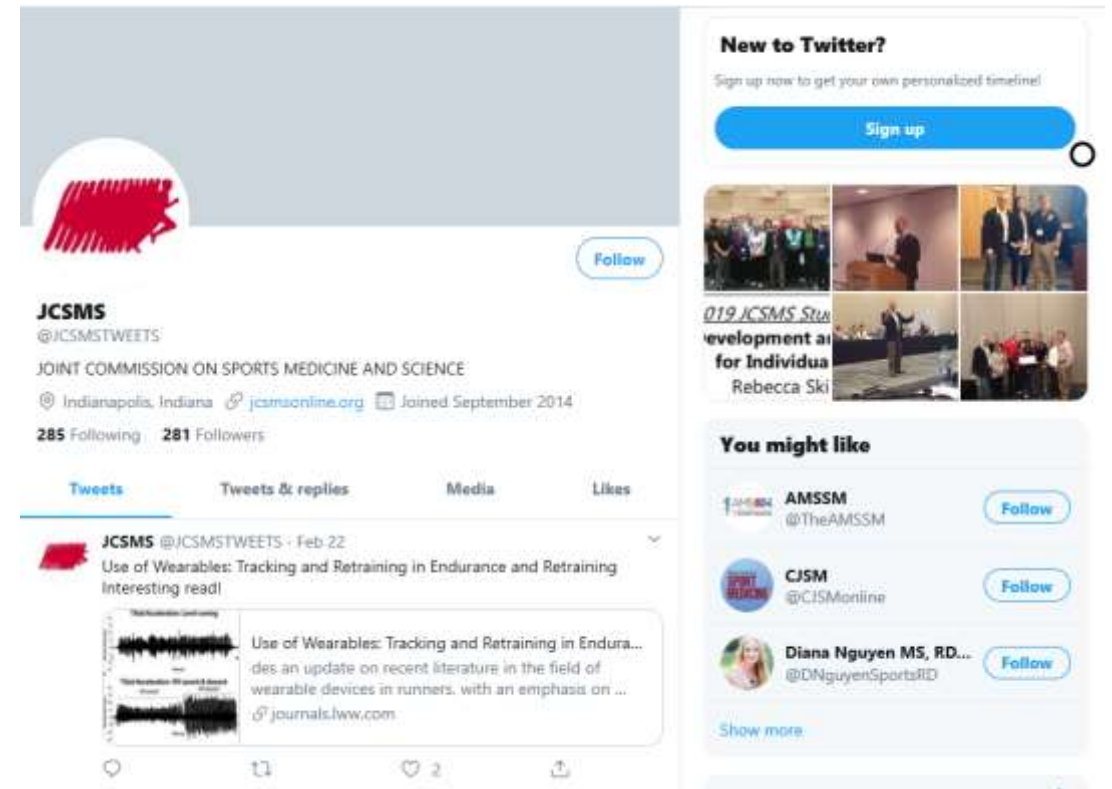 JCSMS
@JCSMSTWEETS
JOINT COMMISSION ON SPORTS MEDICINE AND SCIENCE
Indianapolis, Indiana jcsmsonline.org Joined September 2014
285 Following 281 Followers
Follow
Tweets Tweets & replies Media Likes
JCSMS @JCSMSTWEETS · Feb 22
Use of Wearables: Tracking and Retraining in Endurance and Retraining
Interesting read!
Use of Wearables: Tracking and Retraining in Endura...
des an update on recent literature in the field of
wearable devices in runners, with an emphasis on ...
journals.lww.com
2
New to Twitter?
Sign up now to get your own personalized timeline!
Sign up
019 JCSMS Stu
evelopment a
for Individua
Rebecca Ski
You might like
AMSSM
@TheAMSSM
Follow
CJSM
@CJSMonline
Follow
Diana Nguyen MS, RD...
@DNguyenSportsRD
Follow
Show more